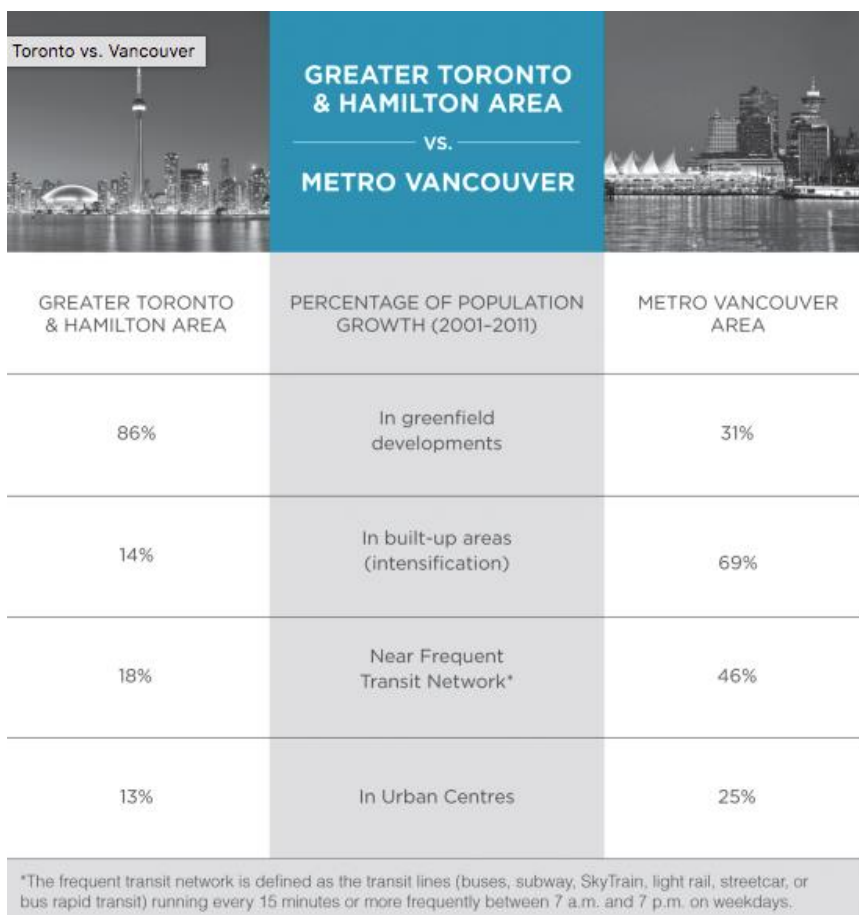 Toronto vs. Vancouver
GREATER TORONTO
& HAMILTON AREA
VS.
METRO VANCOUVER
GREATER TORONTO
& HAMILTON AREA
PERCENTAGE OF POPULATION
GROWTH (2001–2011)
METRO VANCOUVER
AREA
86%
In greenfield
developments
31%
14%
In built-up areas
(intensification)
69%
18%
Near Frequent
Transit Network*
46%
13%
In Urban Centres
25%
*The frequent transit network is defined as the transit lines (buses, subway, SkyTrain, light rail, streetcar, or
bus rapid transit) running every 15 minutes or more frequently between 7 a.m. and 7 p.m. on weekdays.